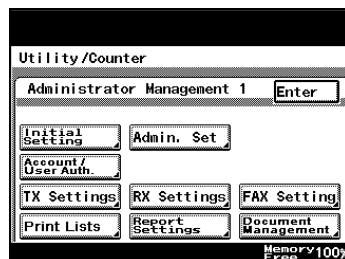 Utility/Counter
Administrator Management 1 Enter
Initial
Setting
Admin. Set
Account/
User Auth.
TX Settings RX Settings FAX Setting
Print Lists
Report
Settings
Document
Management
Memory 100%
Free